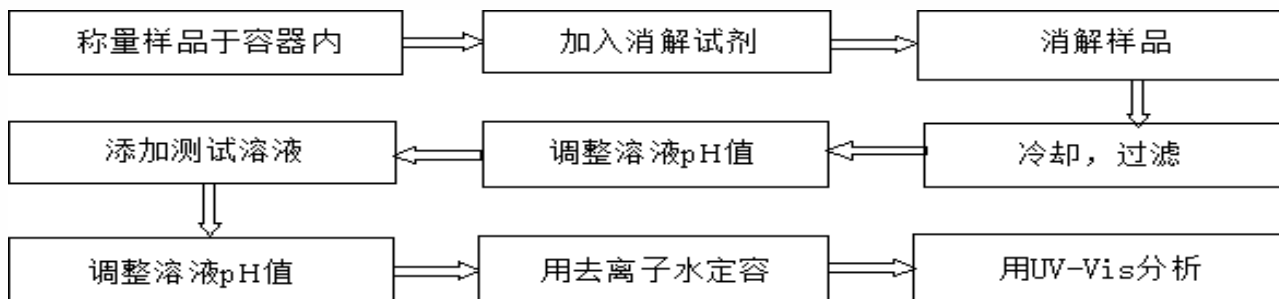 称量样品于容器内
加入消解试剂
消解样品
冷却，过滤
调整溶液pH值
添加测试溶液
调整溶液pH值
用去离子水定容
用UV-Vis分析